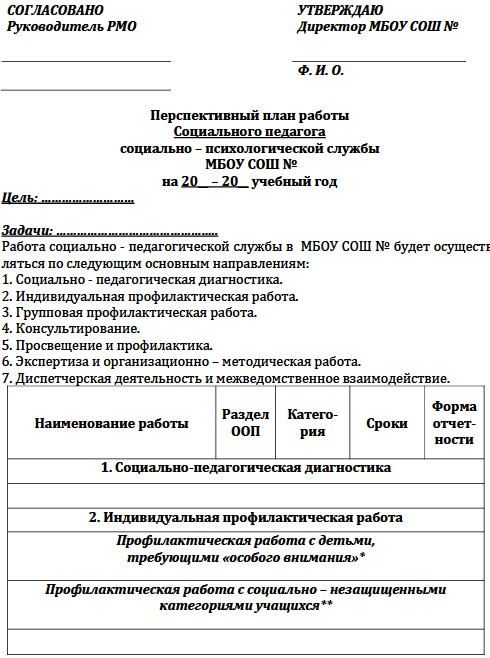 СОГЛАСОВАНО
Руководитель РМО
УТВЕРЖДАЮ
Директор МБОУ СОШ №
Ф. И. О.
Перспективный план работы
Социального педагога
социально – психологической службы
МБОУ СОШ №
на 20__ – 20__ учебный год
Цель: ………………………
Задачи: ……………………………………..
Работа социально - педагогической службы в МБОУ СОШ № будет осущест
ляться по следующим основным направлениям:
1. Социально - педагогическая диагностика.
2. Индивидуальная профилактическая работа.
3. Групповая профилактическая работа.
4. Консультирование.
5. Просвещение и профилактика.
6. Экспертиза и организационно – методическая работа.
7. Диспетчерская деятельность и межведомственное взаимодействие.
Наименование работы
Раздел
ООП
Катего-
рия
Сроки
Форма
отчет-
ности
1. Социально-педагогическая диагностика
2. Индивидуальная профилактическая работа
Профилактическая работа с детьми,
требующими «особого внимания»*
Профилактическая работа с социально – незащищенными
категориями учащихся**